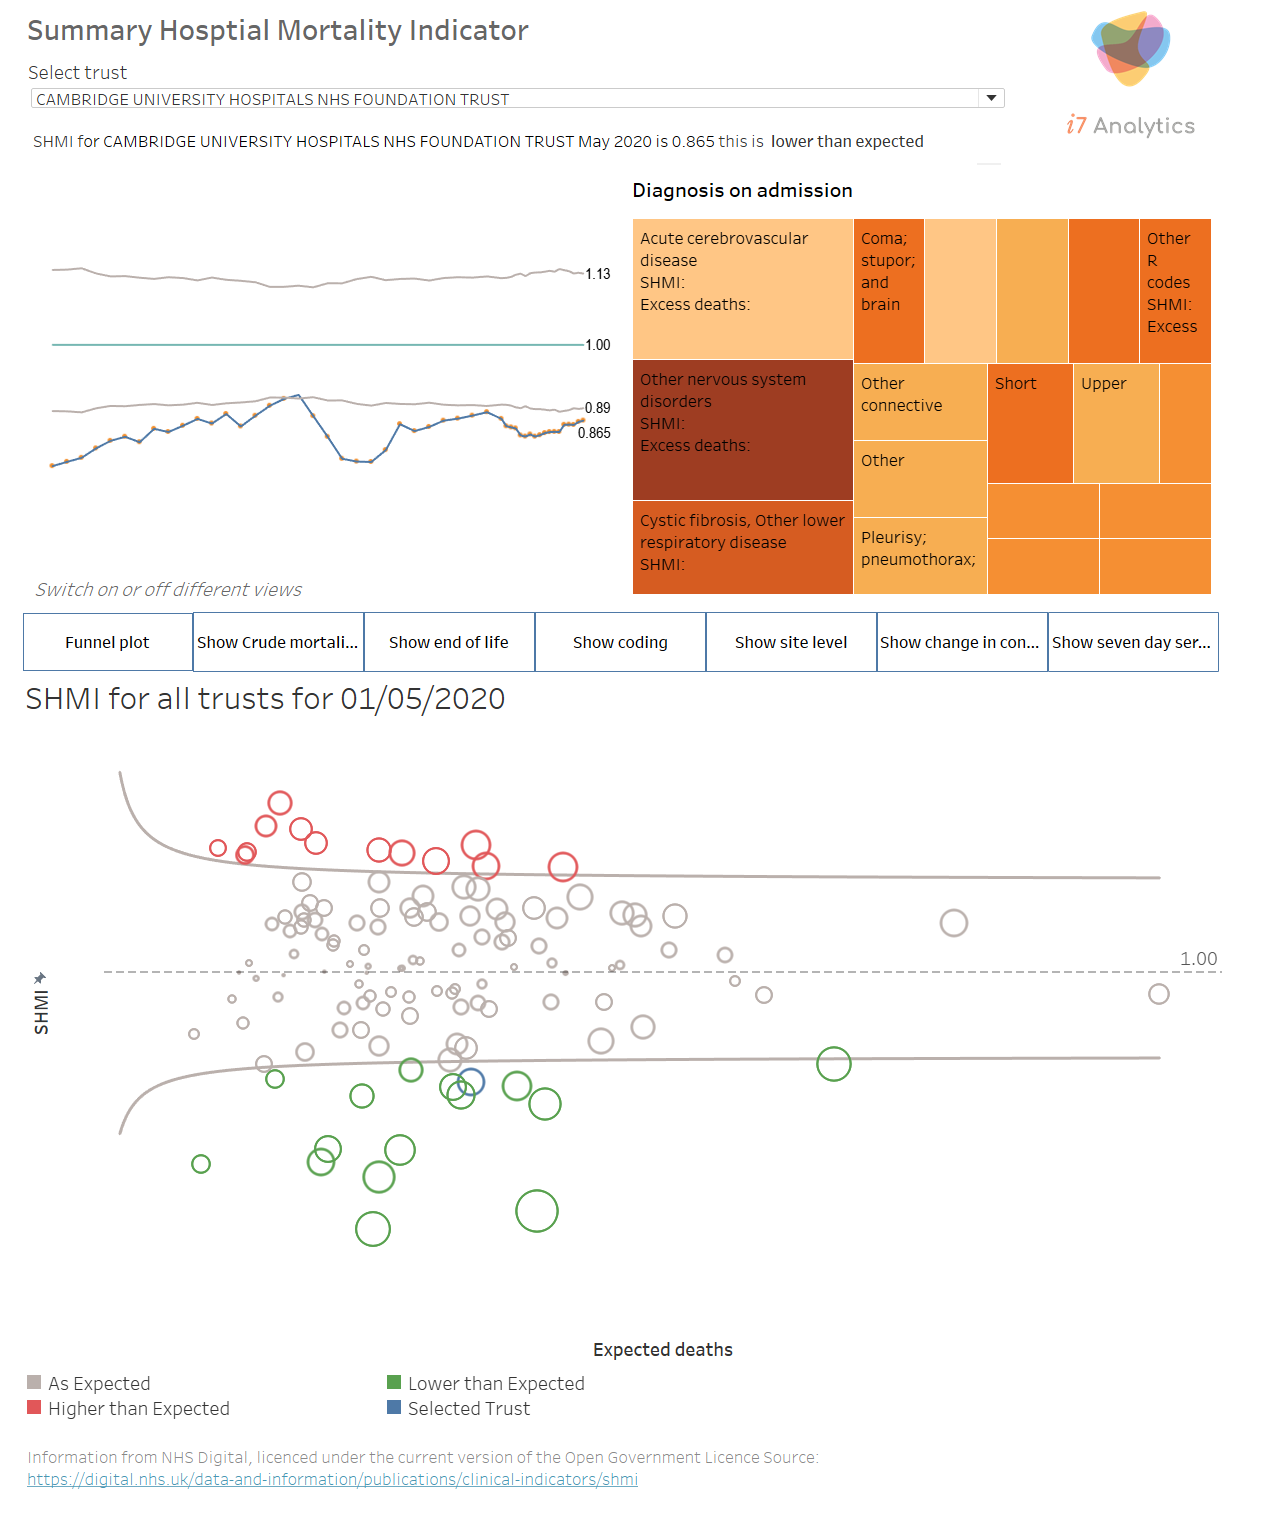 Summary Hosptial Mortality Indicator
Select trust
CAMBRIDGE UNIVERSITY HOSPITALS NHS FOUNDATION TRUST
i7 Analytics
SHMI for CAMBRIDGE UNIVERSITY HOSPITALS NHS FOUNDATION TRUST May 2020 is 0.865 this is lower than expected
1.13
1.00
0.89
0.865
Diagnosis on admission
Acute cerebrovascular
disease
SHMI:
Excess deaths:
Other nervous system
disorders
SHMI:
Excess deaths:
Cystic fibrosis, Other lower
respiratory disease
SHMI:
Coma;
stupor;
and
brain
Other
R
codes
SHMI:
Excess
Other
connective
Other
Pleurisy;
pneumothorax;
Short
Upper
Switch on or off different views
Funnel plot
Show Crude mortali...
Show end of life
Show coding
Show site level
Show change in con...
Show seven day ser...
SHMI for all trusts for 01/05/2020
SHMI
1.00
Expected deaths
As Expected
Higher than Expected
Lower than Expected
Selected Trust
Information from NHS Digital, licenced under the current version of the Open Government Licence Source:
https://digital.nhs.uk/data-and-information/publications/clinical-indicators/shmi